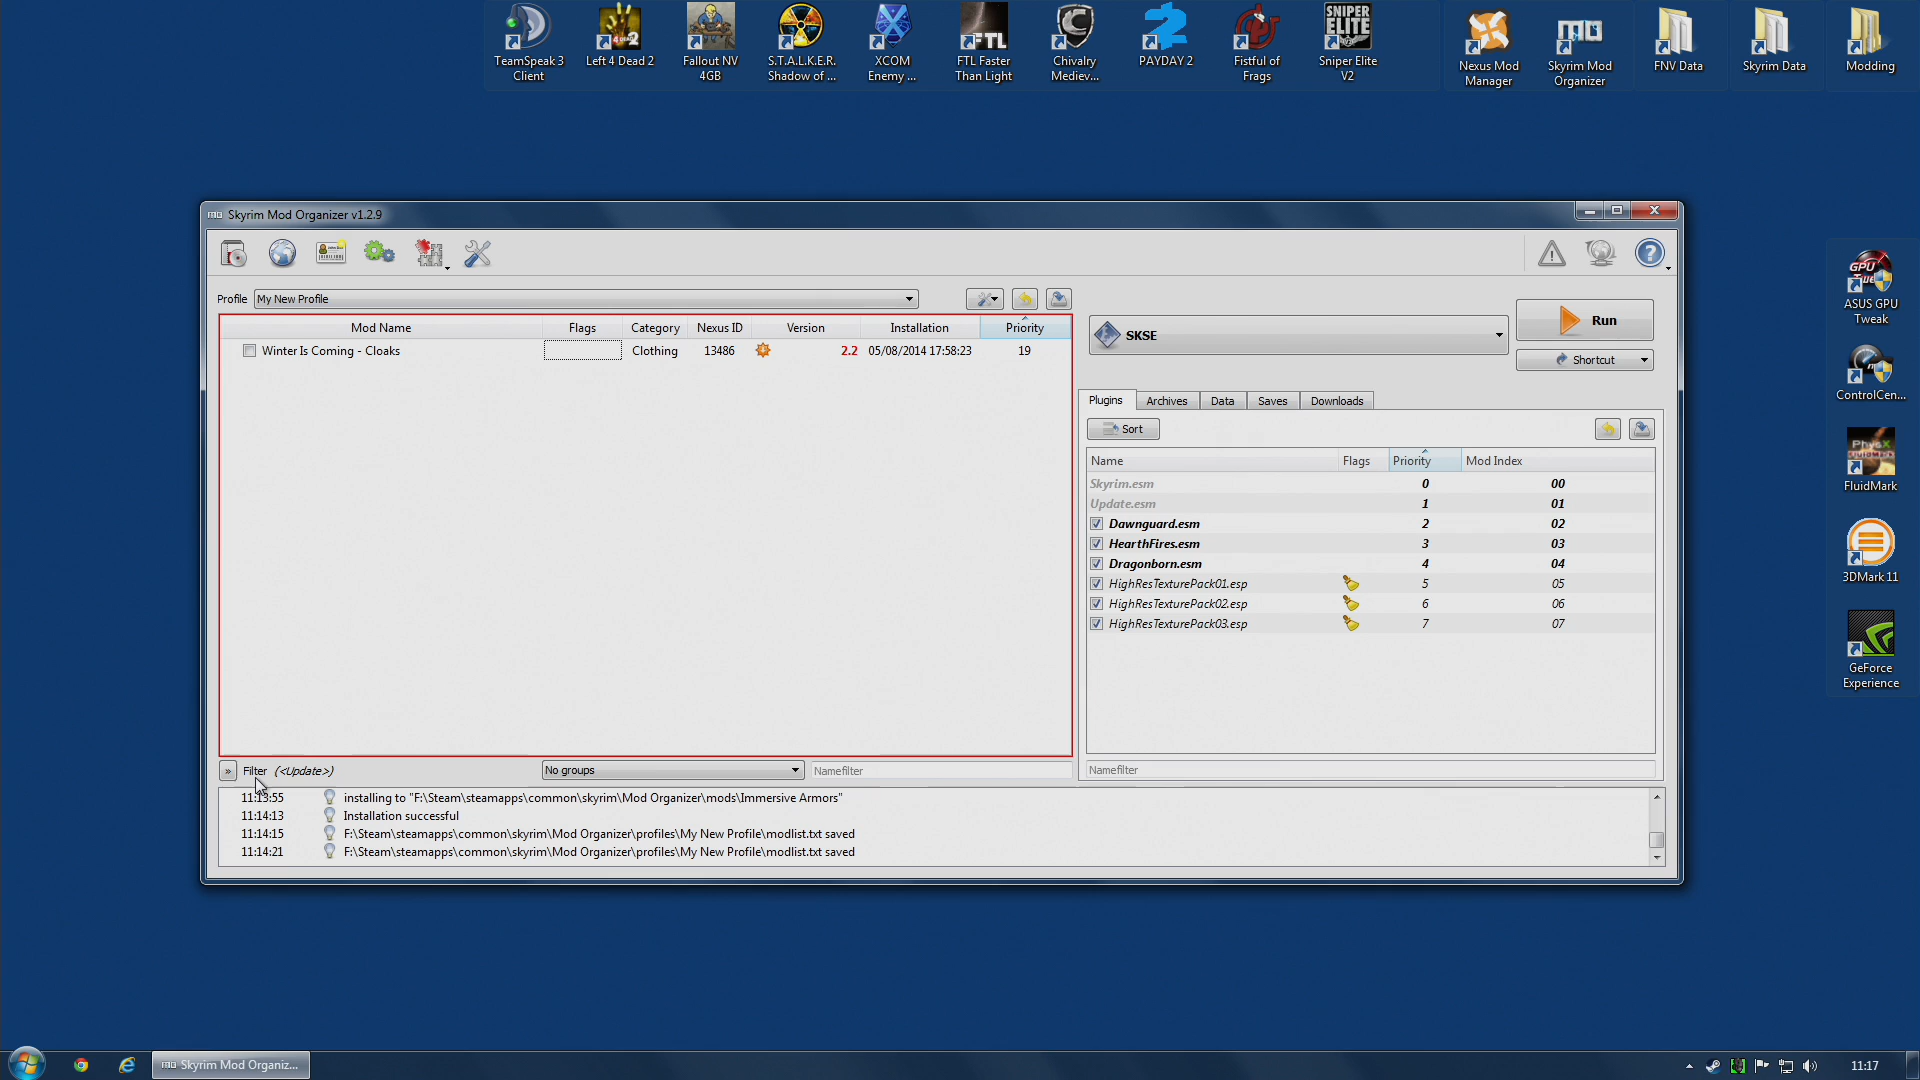 TeamSpeak 3 Client
Left 4 Dead 2
Fallout NV 4GB
S.T.A.L.K.E.R. Shadow of ...
XCOM Enemy ...
FTL
FTL Faster Than Light
Chivalry Mediev...
PAYDAY 2
Fistful of Frags
SNIPER ELITE
Sniper Elite V2
Nexus Mod Manager
Skyrim Mod Organizer
FNV Data
Skyrim Data
Modding
Skyrim Mod Organizer v1.2.9
Profile My New Profile
Mod Name Flags Category Nexus ID Version Installation Priority
Winter Is Coming - Cloaks Clothing 13486 2.2 05/08/2014 17:58:23 19
SKSE
Run
Shortcut
Plugins Archives Data Saves Downloads
Sort
Name Flags Priority Mod Index
Skyrim.esm 0 00
Update.esm 1 01
Dawnguard.esm 2 02
HearthFires.esm 3 03
Dragonborn.esm 4 04
HighResTexturePack01.esp 5 05
HighResTexturePack02.esp 6 06
HighResTexturePack03.esp 7 07
» Filter (<Update>) No groups Namefilter
Namefilter
11:13:55 installing to "F:\Steam\steamapps\common\skyrim\Mod Organizer\mods\Immersive Armors"
11:14:13 Installation successful
11:14:15 F:\Steam\steamapps\common\skyrim\Mod Organizer\profiles\My New Profile\modlist.txt saved
11:14:21 F:\Steam\steamapps\common\skyrim\Mod Organizer\profiles\My New Profile\modlist.txt saved
ASUS GPU Tweak
ControlCen...
FluidMark
3DMark 11
GeForce Experience
Skyrim Mod Organiz...
11:17